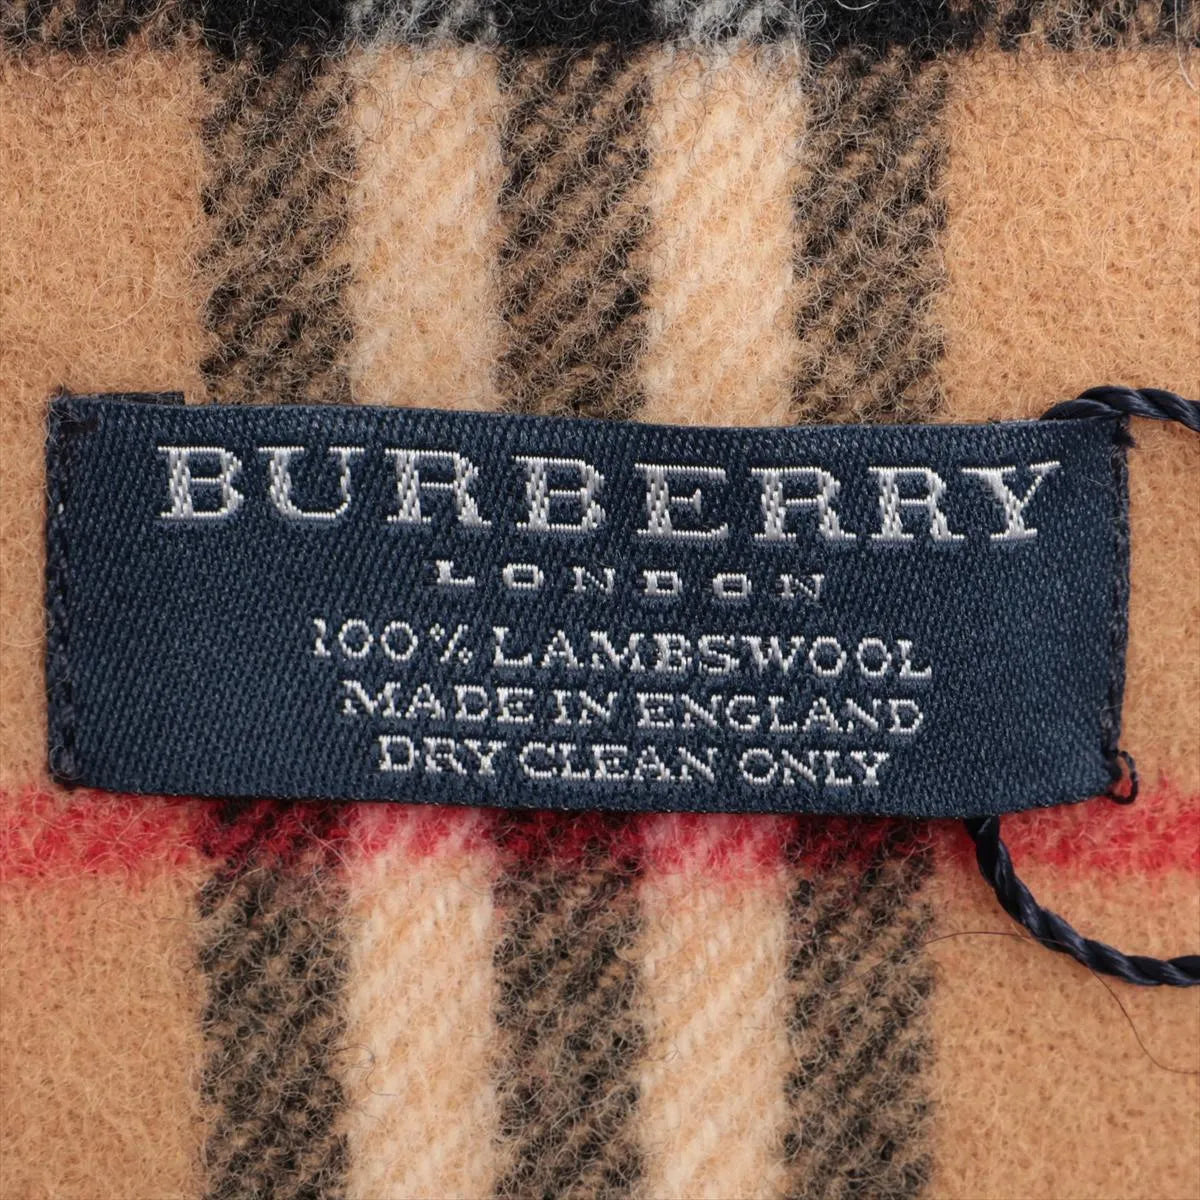 BURBERRY
LONDON
100% LAMBSWOOL
MADE IN ENGLAND
DRY CLEAN ONLY